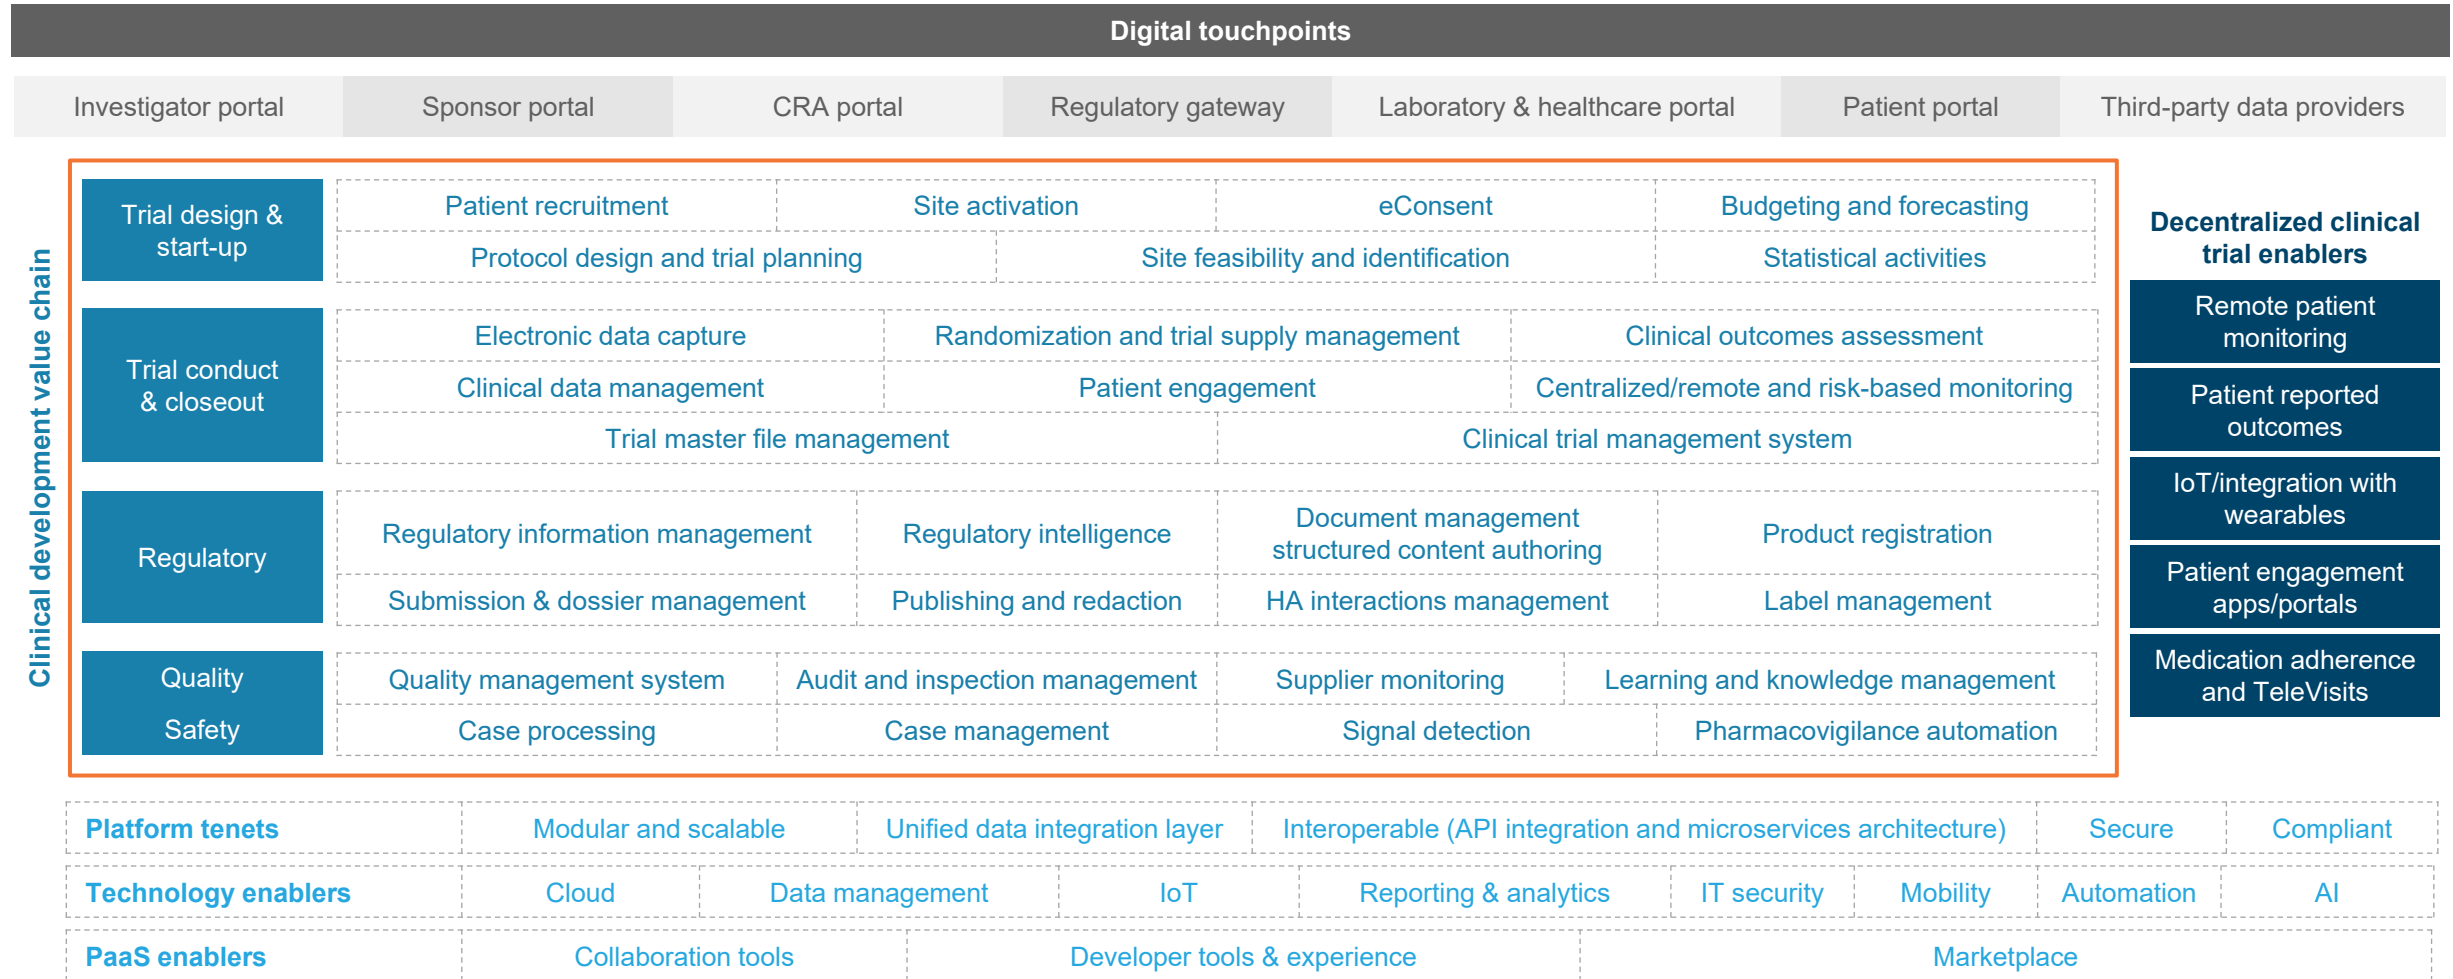 Digital touchpoints
Investigator portal
Sponsor portal
CRA portal
Regulatory gateway
Laboratory & healthcare portal
Patient portal
Third-party data providers
Clinical development value chain
Trial design &
start-up
Patient recruitment
Site activation
eConsent
Budgeting and forecasting
Protocol design and trial planning
Site feasibility and identification
Statistical activities
Trial conduct
& closeout
Electronic data capture
Randomization and trial supply management
Clinical outcomes assessment
Clinical data management
Patient engagement
Centralized/remote and risk-based monitoring
Trial master file management
Clinical trial management system
Regulatory
Regulatory information management
Regulatory intelligence
Document management
structured content authoring
Product registration
Submission & dossier management
Publishing and redaction
HA interactions management
Label management
Quality
Quality management system
Audit and inspection management
Supplier monitoring
Learning and knowledge management
Safety
Case processing
Case management
Signal detection
Pharmacovigilance automation
Decentralized clinical
trial enablers
Remote patient
monitoring
Patient reported
outcomes
IoT/integration with
wearables
Patient engagement
apps/portals
Medication adherence
and TeleVisits
Platform tenets
Modular and scalable
Unified data integration layer
Interoperable (API integration and microservices architecture)
Secure
Compliant
Technology enablers
Cloud
Data management
IoT
Reporting & analytics
IT security
Mobility
Automation
AI
PaaS enablers
Collaboration tools
Developer tools & experience
Marketplace